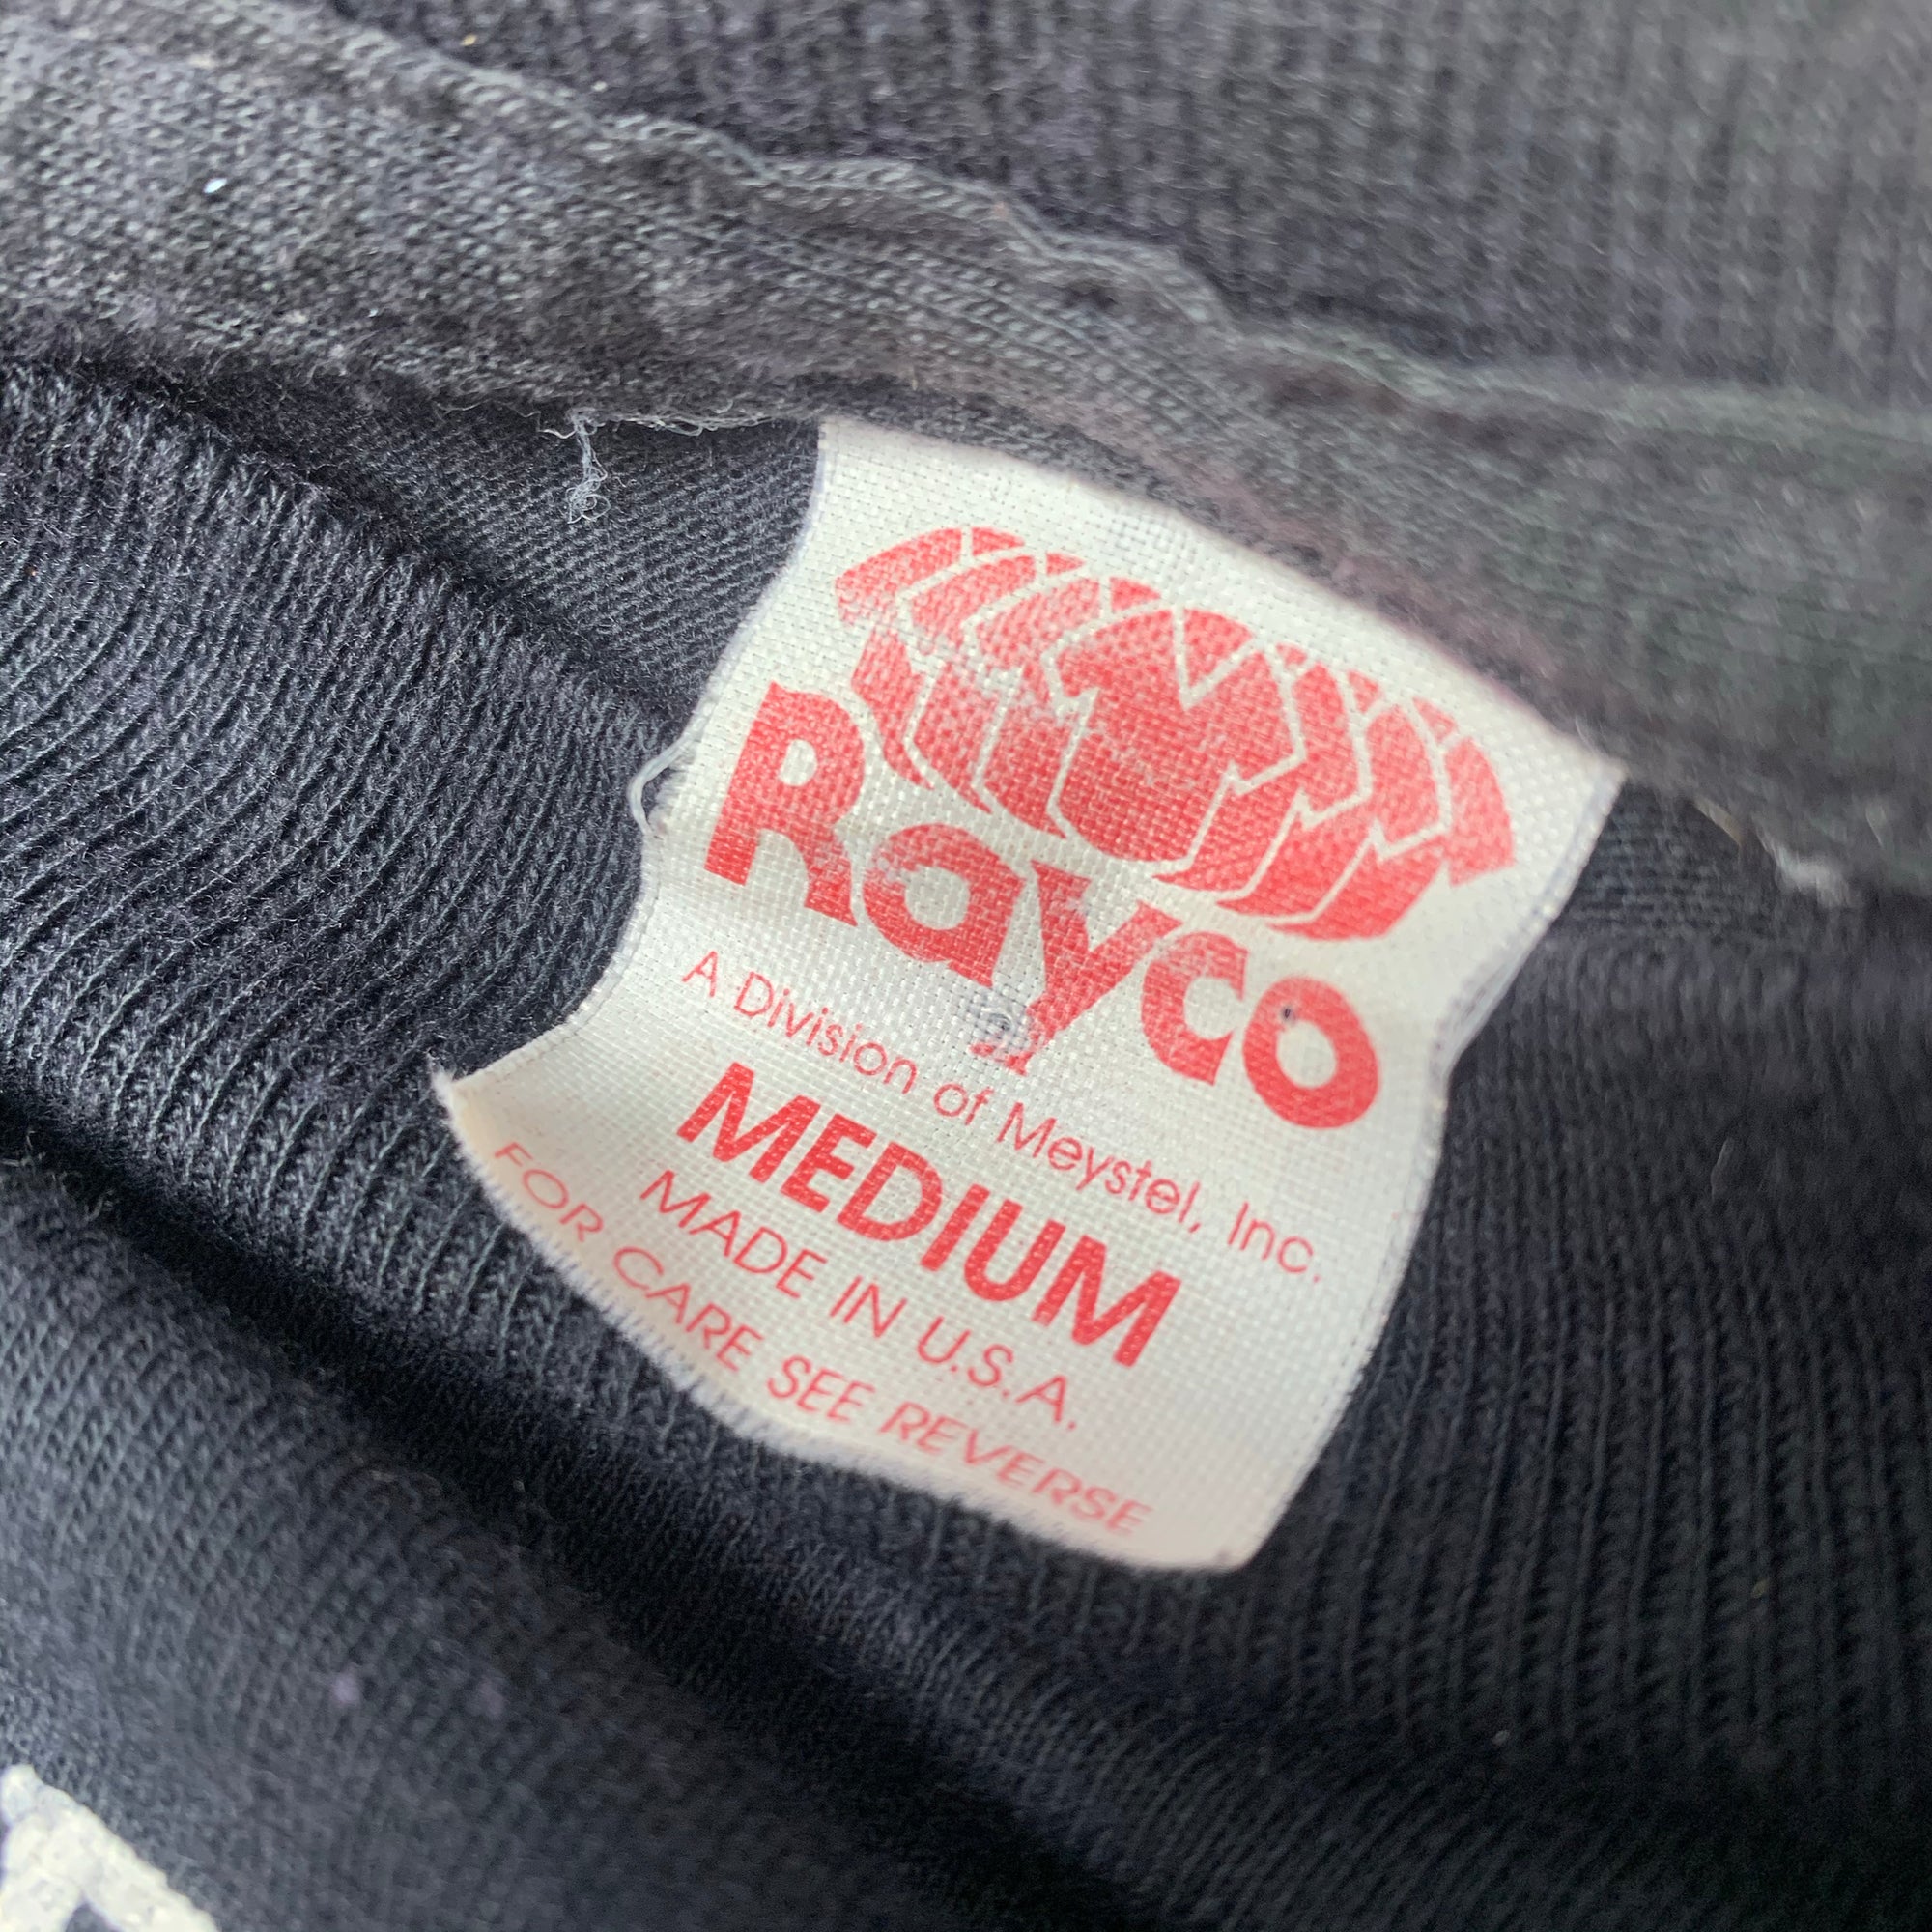 Rayco
A Division of Meystel, Inc.
MEDIUM
MADE IN U.S.A.
FOR CARE SEE REVERSE